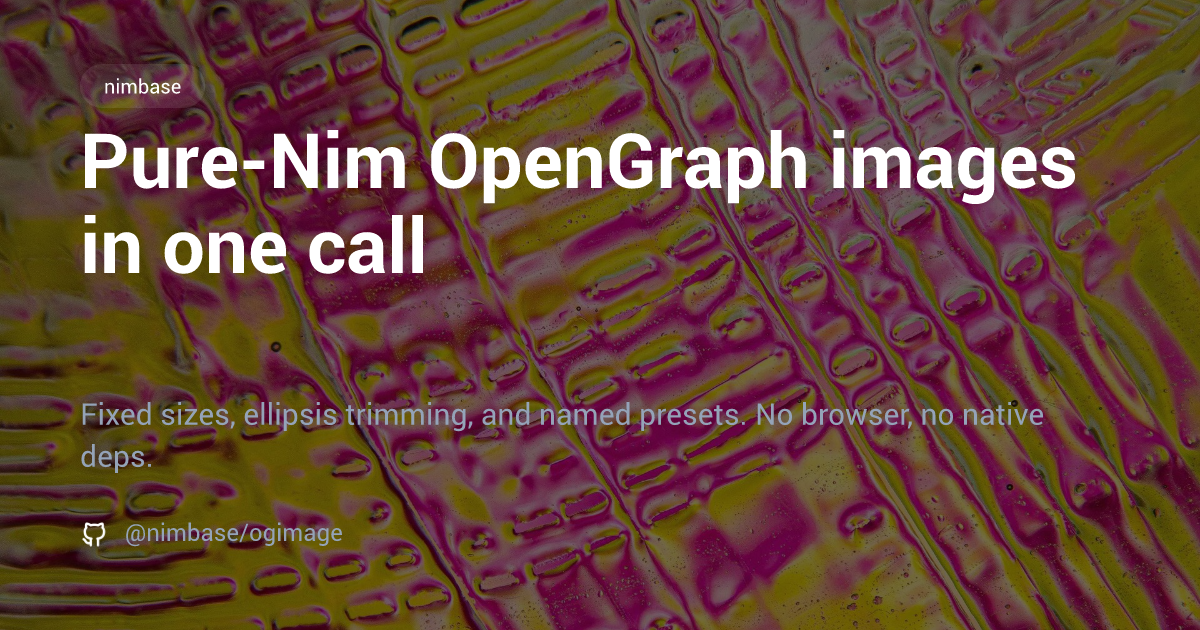 nimbase
Pure-Nim OpenGraph images
in one call
Fixed sizes, ellipsis trimming, and named presets. No browser, no native
deps.
@nimbase/ogimage